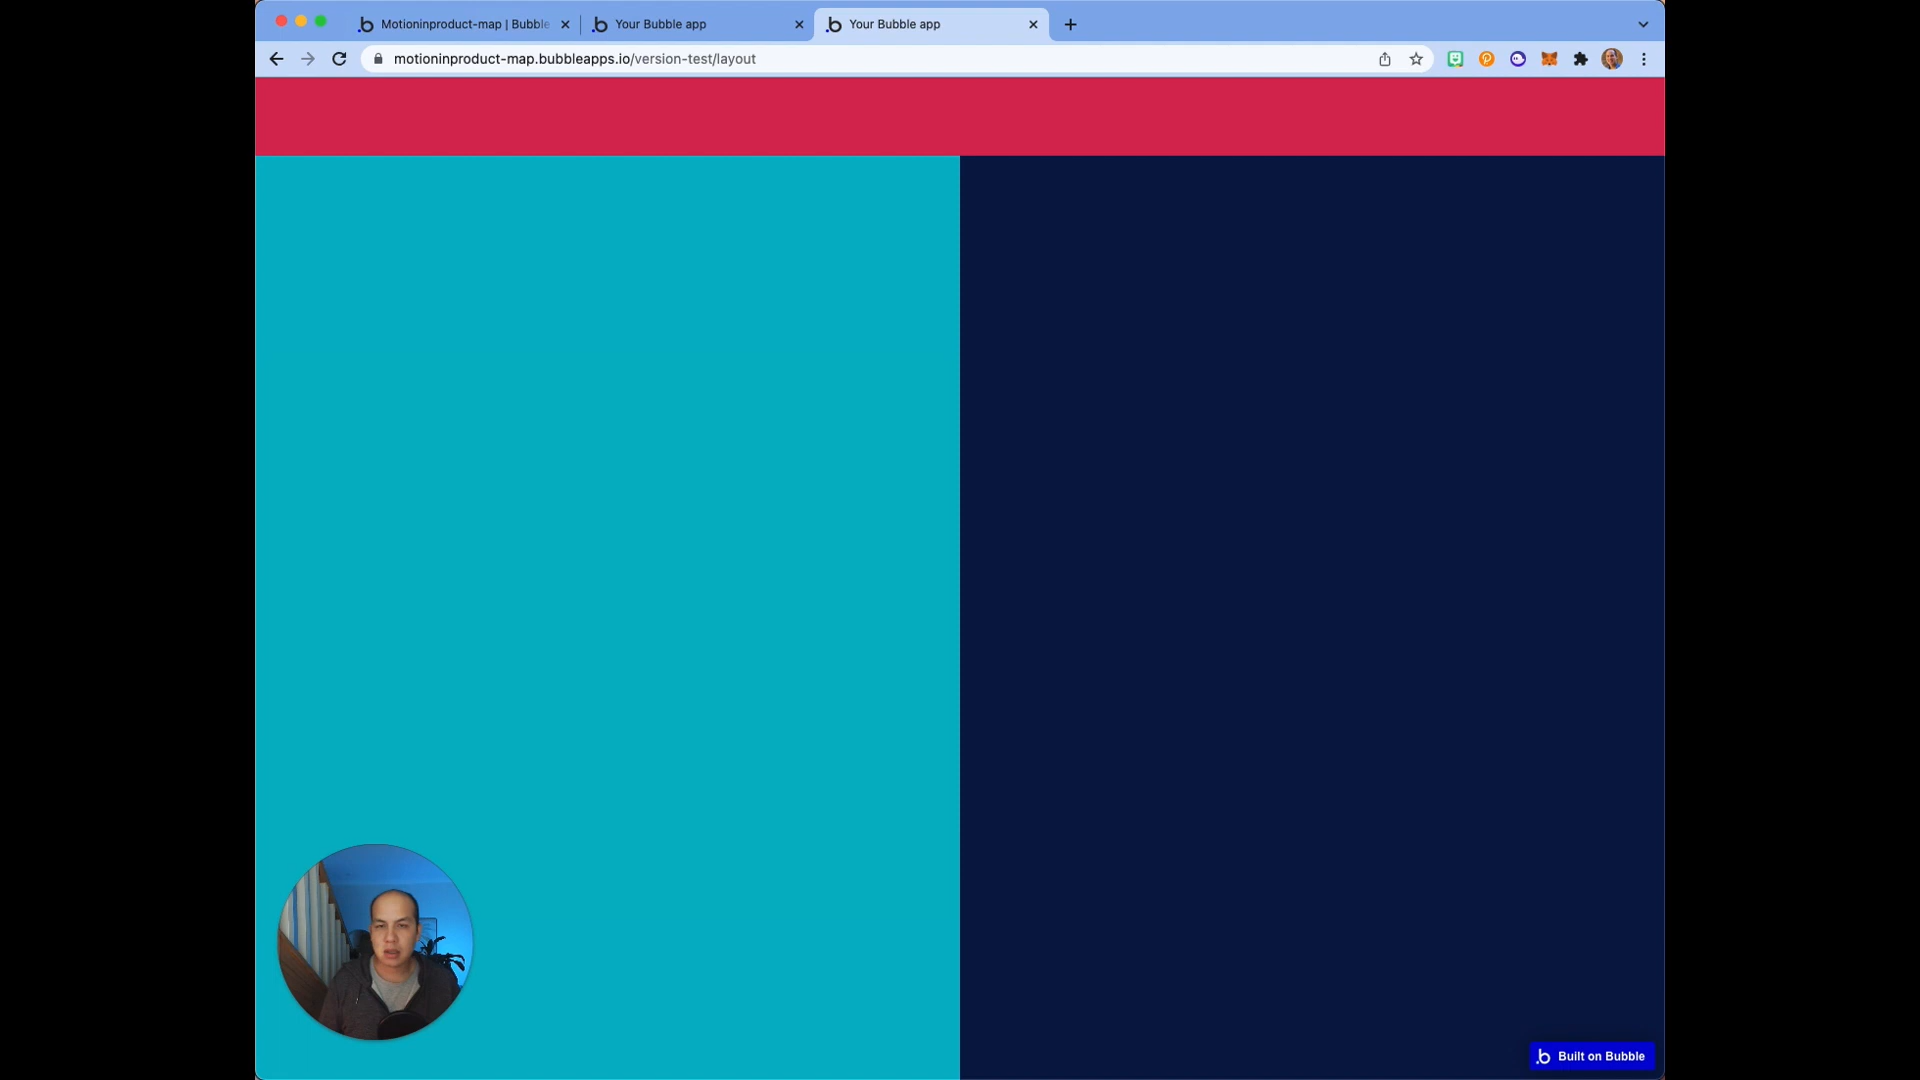 Motioninproduct-map | Bubble
Your Bubble app
Your Bubble app
motioninproduct-map.bubbleapps.io/version-test/layout
.b Built on Bubble